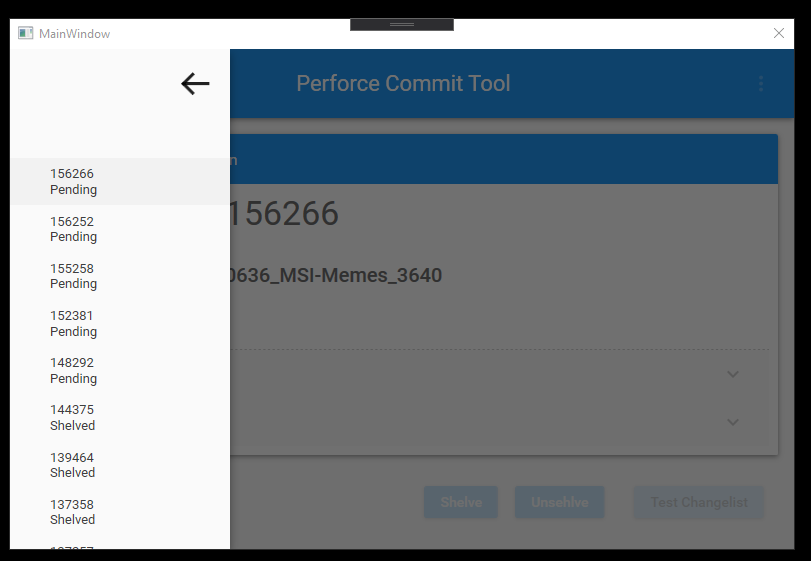 MainWindow
Perforce Commit Tool
n
156266
Pending
156252
Pending
155258
Pending
152381
Pending
148292
Pending
144375
Shelved
139464
Shelved
137358
Shelved
156266
0636_MSI-Memes_3640
Shelve
Unsehlve
Test Changelist